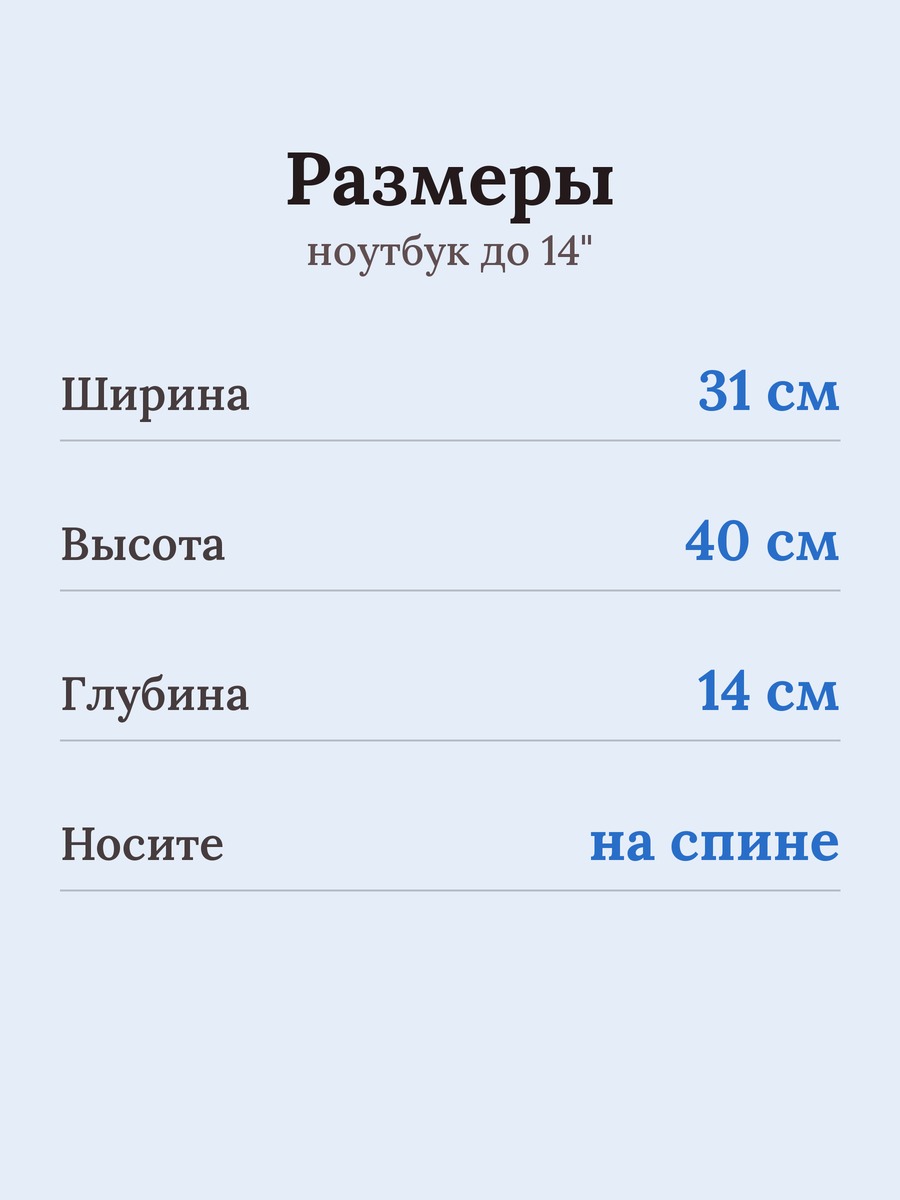 Размеры
ноутбук до 14"
Ширина 31 см
Высота 40 см
Глубина 14 см
Носите на спине